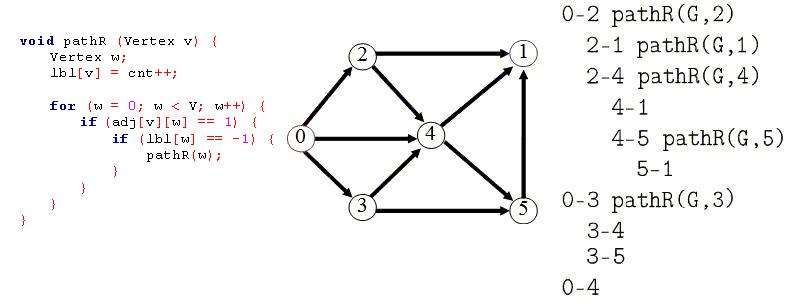 void pathR (Vertex v) {
    Vertex w;
    lbl[v] = cnt++;

    for (w = 0; w < V; w++) {
        if (adj[v][w] == 1) {
            if (lbl[w] == -1) {
                pathR(w);
            }
        }
    }
}
2
1
0
4
3
5
0-2 pathR(G,2)
  2-1 pathR(G,1)
  2-4 pathR(G,4)
    4-1
    4-5 pathR(G,5)
      5-1
0-3 pathR(G,3)
  3-4
  3-5
0-4